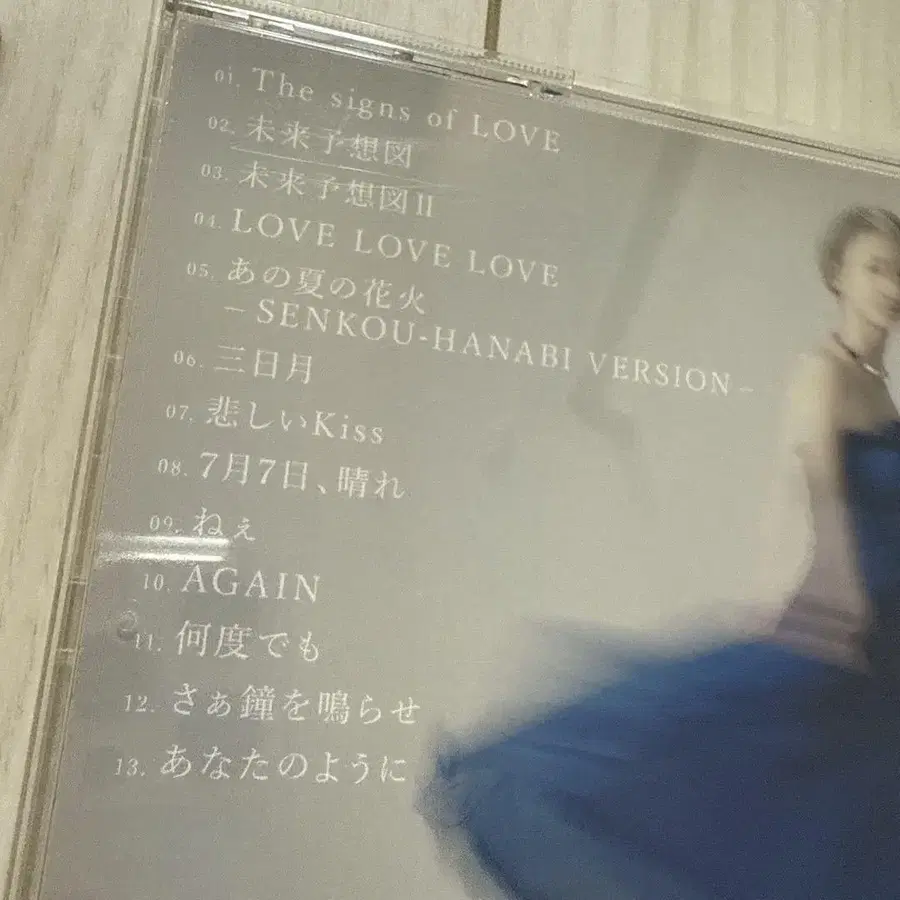 01. The signs of LOVE
02. 未来予想図
03. 未来予想図II
04. LOVE LOVE LOVE
05. あの夏の花火
－SENKOU-HANABI VERSION－
06. 三日月
07. 悲しいKiss
08. 7月7日、晴れ
09. ねぇ
10. AGAIN
11. 何度でも
12. さぁ鐘を鳴らせ
13. あなたのように